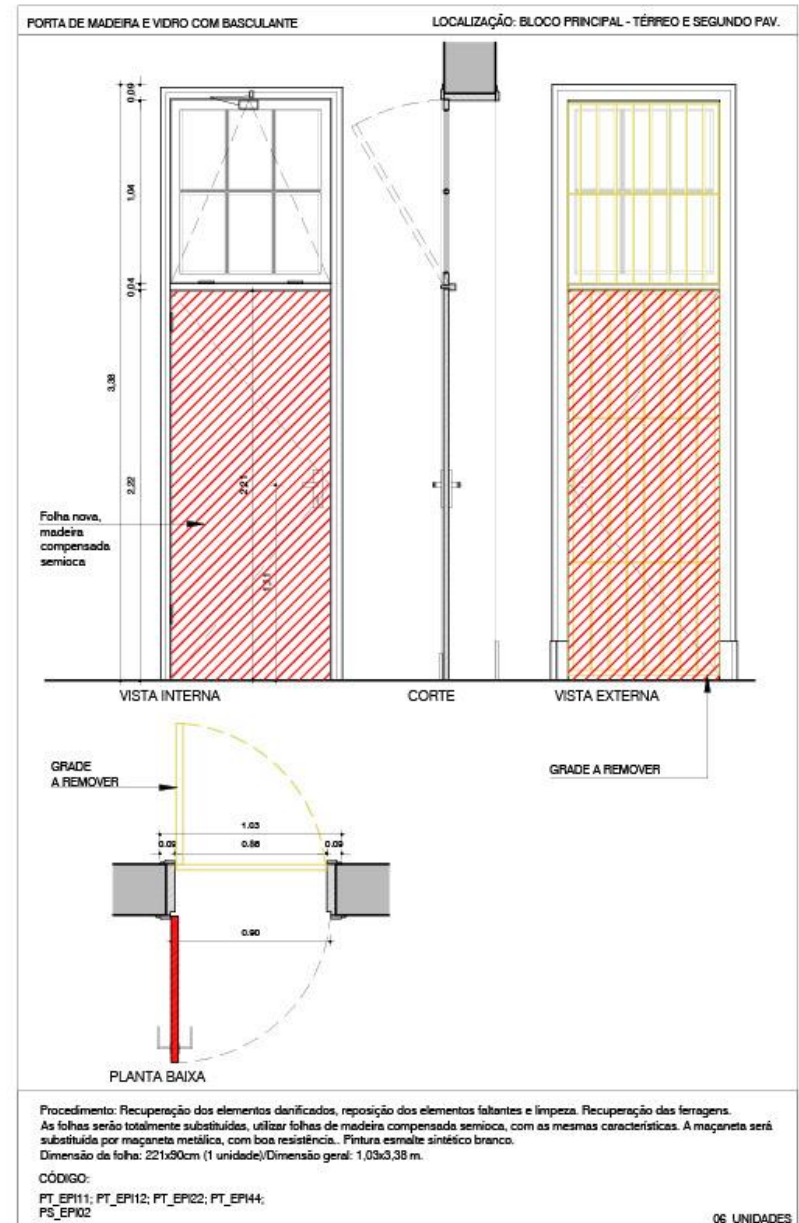 PORTA DE MADEIRA E VIDRO COM BASCULANTE
LOCALIZAÇÃO: BLOCO PRINCIPAL - TÉRREO E SEGUNDO PAV.
0,09
1,04
0,04
3,38
2,22
2.21
1.11
Folha nova,
madeira
compensada
semioca
VISTA INTERNA
CORTE
VISTA EXTERNA
GRADE
A REMOVER
GRADE A REMOVER
1.03
0.09
0.86
0.09
0.90
PLANTA BAIXA
Procedimento: Recuperação dos elementos danificados, reposição dos elementos faltantes e limpeza. Recuperação das ferragens.
As folhas serão totalmente substituídas, utilizar folhas de madeira compensada semioca, com as mesmas características. A maçaneta será
substituída por maçaneta metálica, com boa resistência.. Pintura esmalte sintético branco.
Dimensão da folha: 221x90cm (1 unidade)/Dimensão geral: 1,03x3,38 m.
CÓDIGO:
PT_EPI11; PT_EPI12; PT_EPI22; PT_EPI44;
PS_EPI02
06 UNIDADES